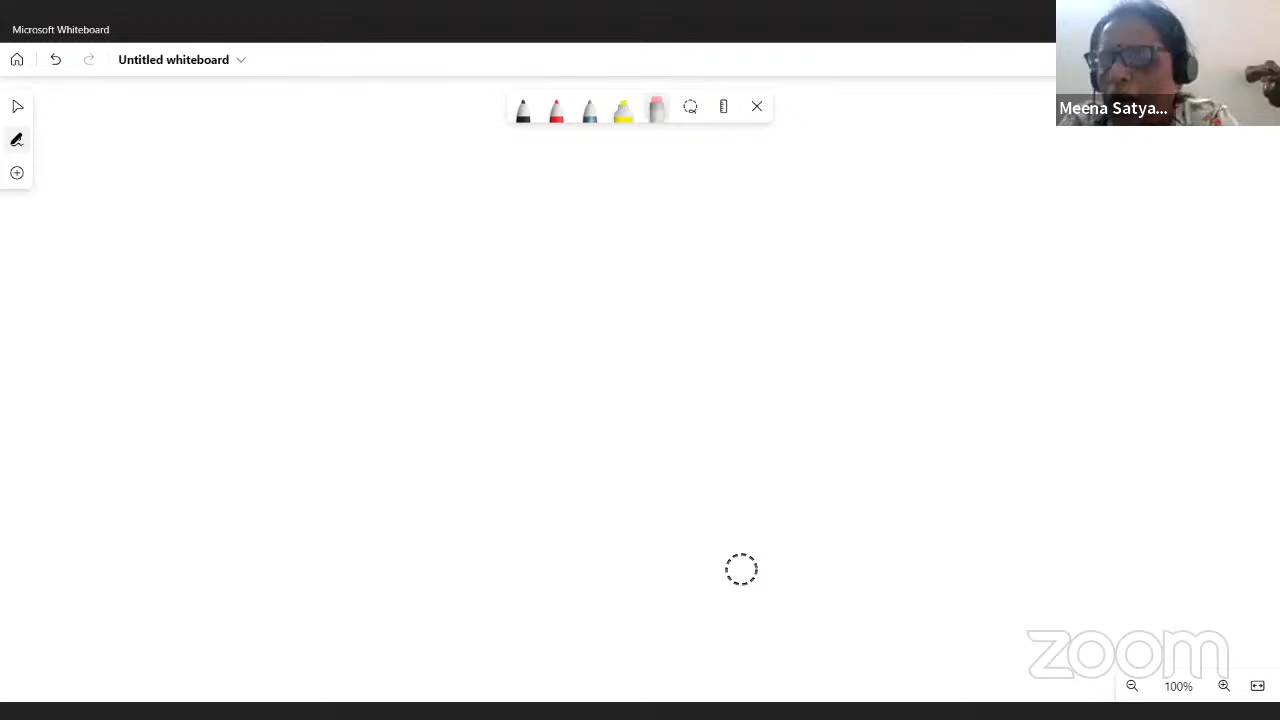 Microsoft Whiteboard
Untitled whiteboard
Meena Satya...
zoom
100%